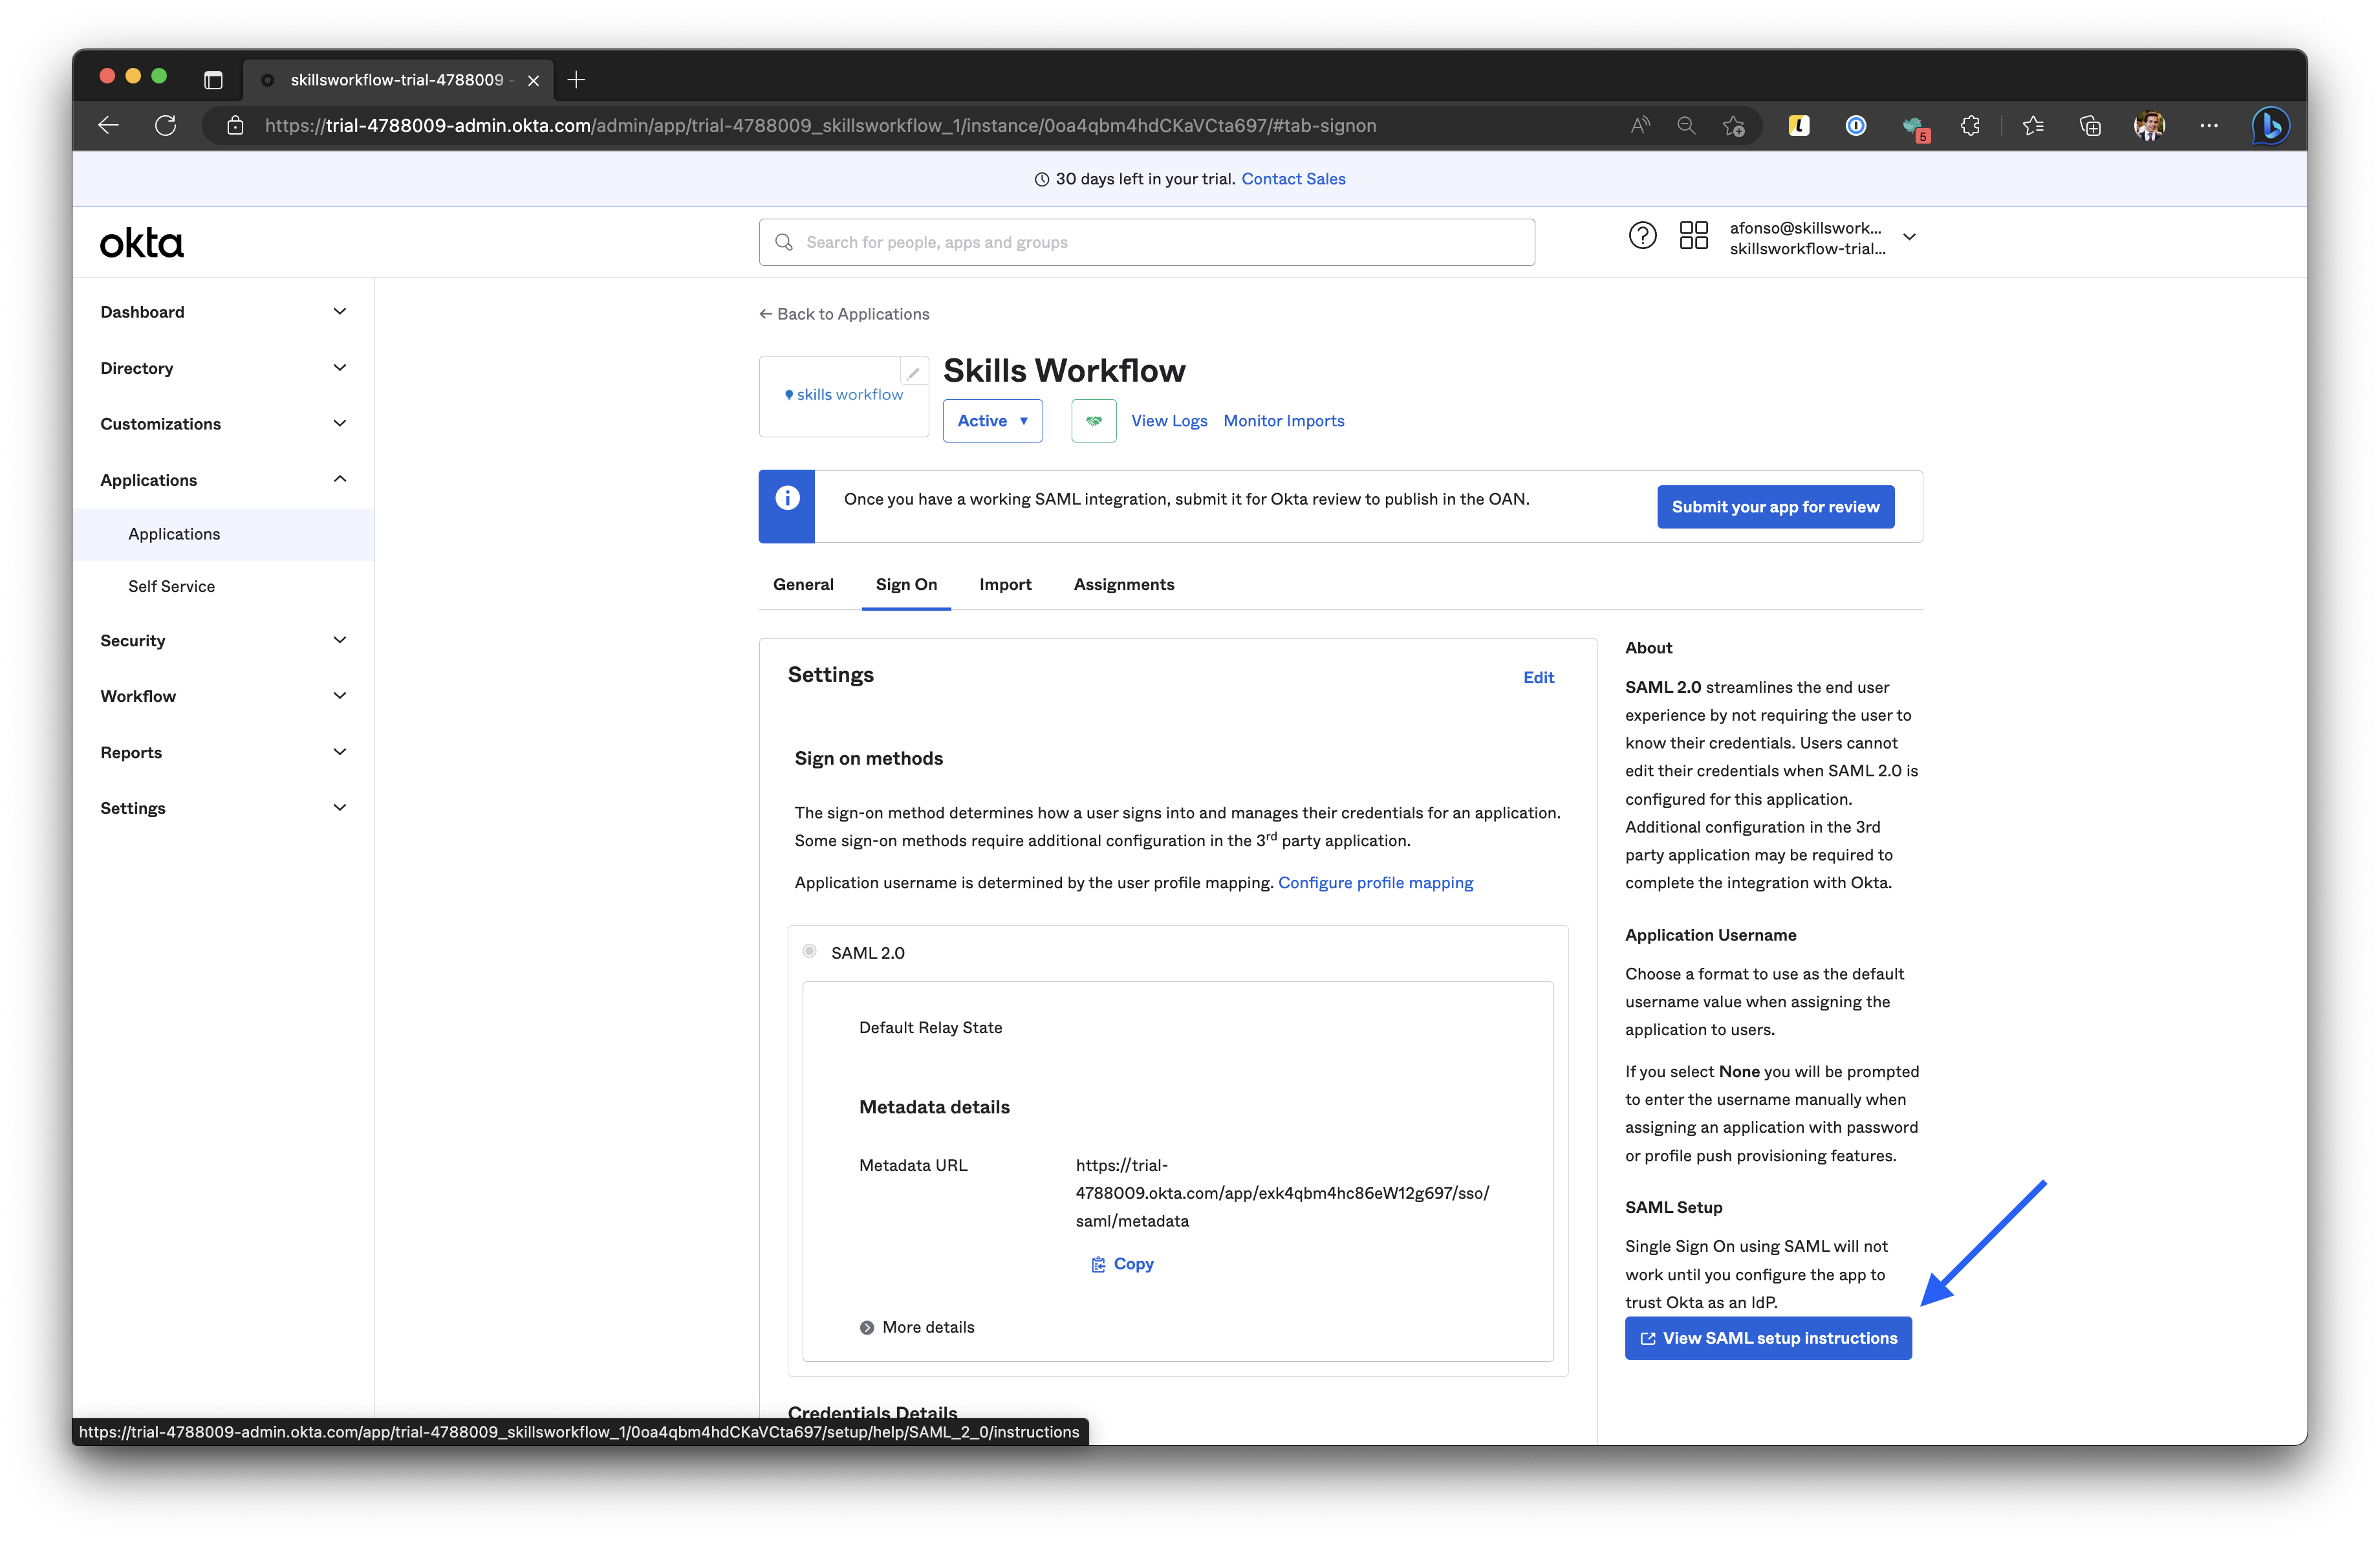 skillsworkflow-trial-4788009 -
https://trial-4788009-admin.okta.com/admin/app/trial-4788009_skillsworkflow_1/instance/0oa4qbm4hdCKaVCta697/#tab-signon
5
30 days left in your trial. Contact Sales
okta
Search for people, apps and groups
afonso@skillswork...
skillsworkflow-trial...
Dashboard
Directory
Customizations
Applications
Applications
Self Service
Security
Workflow
Reports
Settings
← Back to Applications
skills workflow
Skills Workflow
Active
View Logs
Monitor Imports
Once you have a working SAML integration, submit it for Okta review to publish in the OAN.
Submit your app for review
General
Sign On
Import
Assignments
Settings
Edit
Sign on methods
The sign-on method determines how a user signs into and manages their credentials for an application.
Some sign-on methods require additional configuration in the 3rd party application.
Application username is determined by the user profile mapping. Configure profile mapping
SAML 2.0
Default Relay State
Metadata details
Metadata URL
https://trial-
4788009.okta.com/app/exk4qbm4hc86eW12g697/sso/
saml/metadata
Copy
More details
Credentials Details
About
SAML 2.0 streamlines the end user
experience by not requiring the user to
know their credentials. Users cannot
edit their credentials when SAML 2.0 is
configured for this application.
Additional configuration in the 3rd
party application may be required to
complete the integration with Okta.
Application Username
Choose a format to use as the default
username value when assigning the
application to users.
If you select None you will be prompted
to enter the username manually when
assigning an application with password
or profile push provisioning features.
SAML Setup
Single Sign On using SAML will not
work until you configure the app to
trust Okta as an IdP.
View SAML setup instructions
https://trial-4788009-admin.okta.com/app/trial-4788009_skillsworkflow_1/0oa4qbm4hdCKaVCta697/setup/help/SAML_2_0/instructions